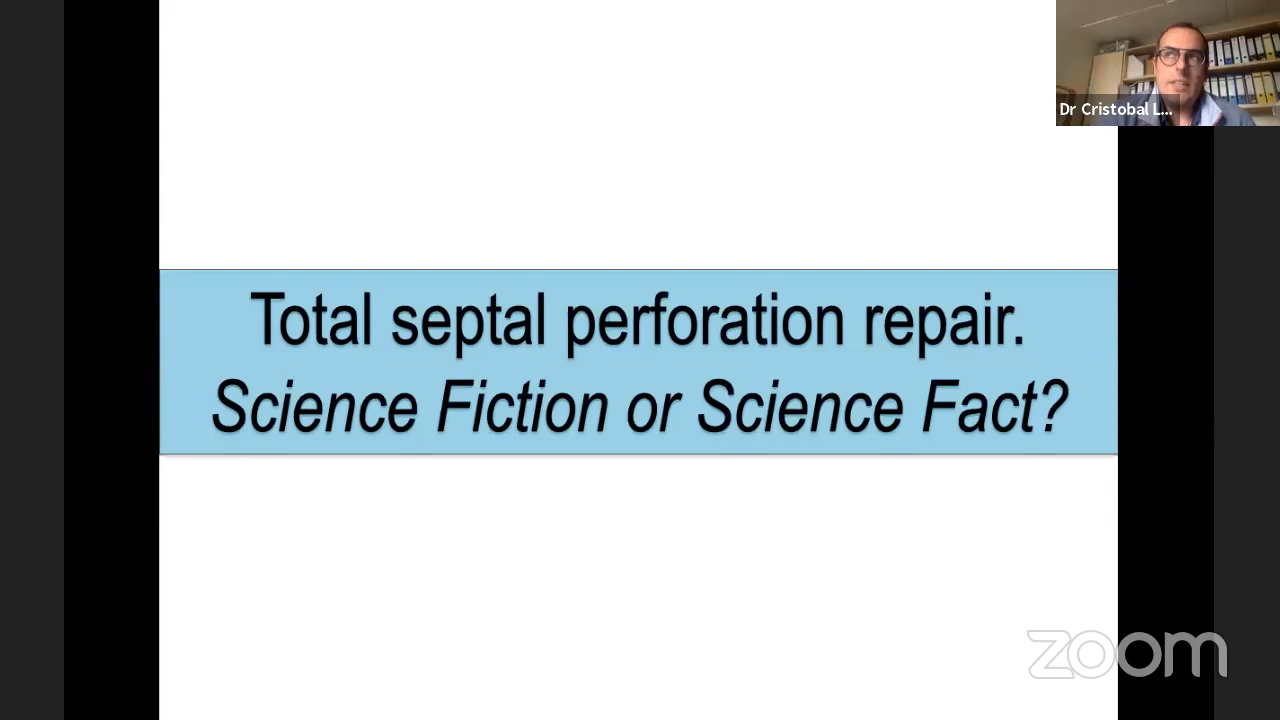 Dr Cristobal L...
Total septal perforation repair.
Science Fiction or Science Fact?
zoom